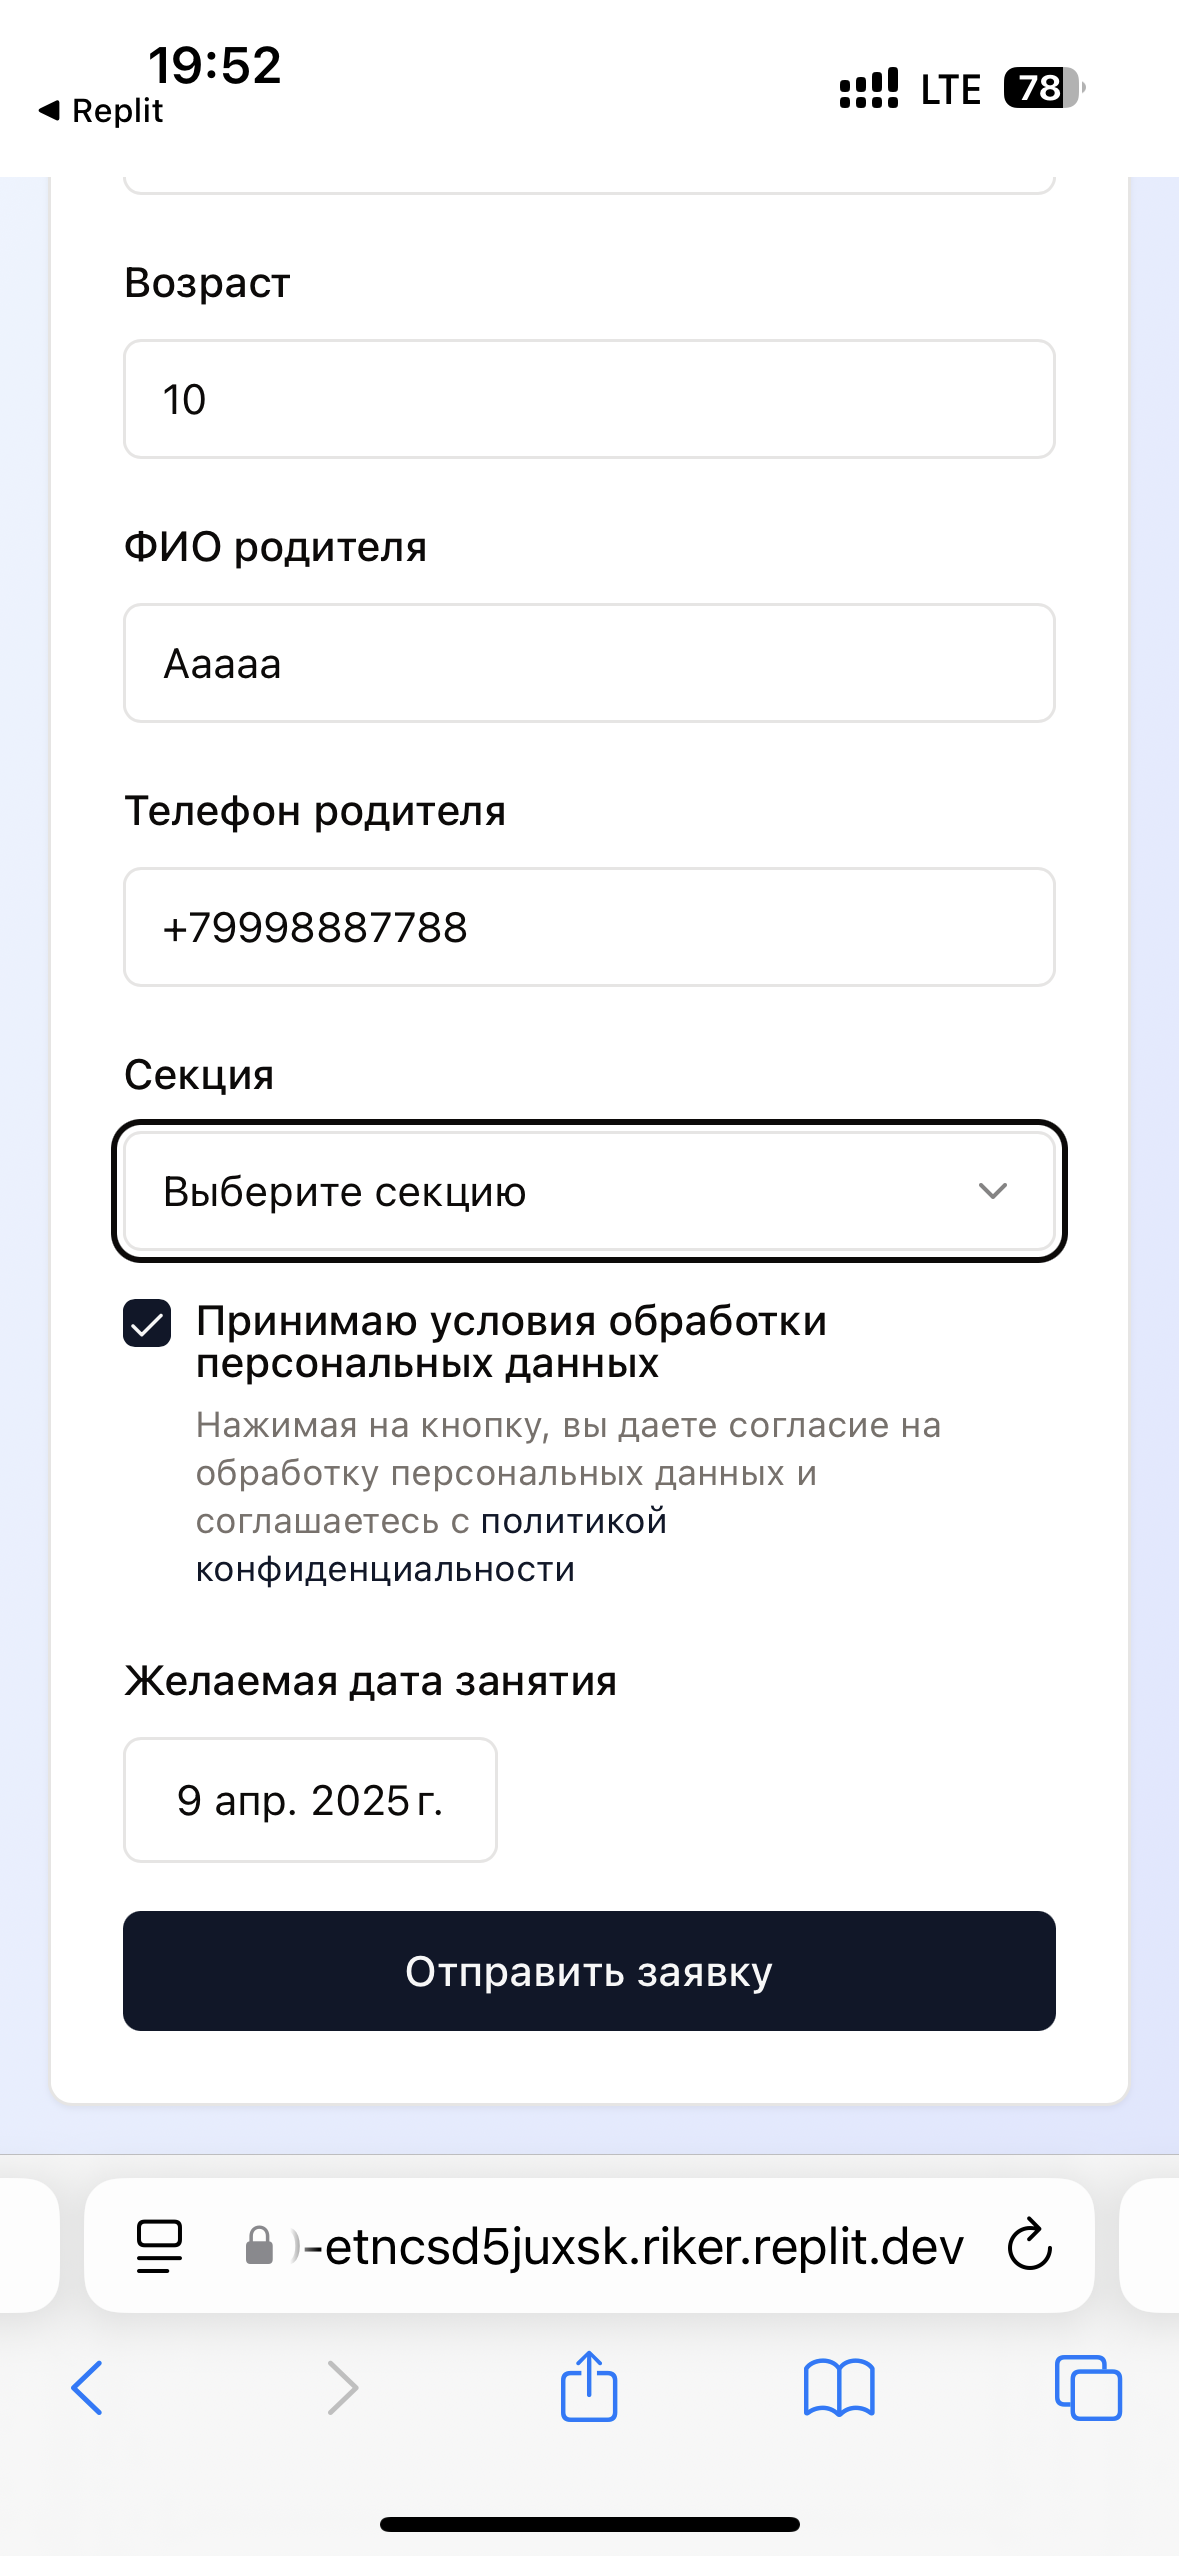 19:52
Replit
LTE
78
Возраст
10
ФИО родителя
Ааааа
Телефон родителя
+79998887788
Секция
Выберите секцию
Принимаю условия обработки
персональных данных
Нажимая на кнопку, вы даете согласие на
обработку персональных данных и
соглашаетесь с политикой
конфиденциальности
Желаемая дата занятия
9 апр. 2025 г.
Отправить заявку
-etncsd5juxsk.riker.replit.dev